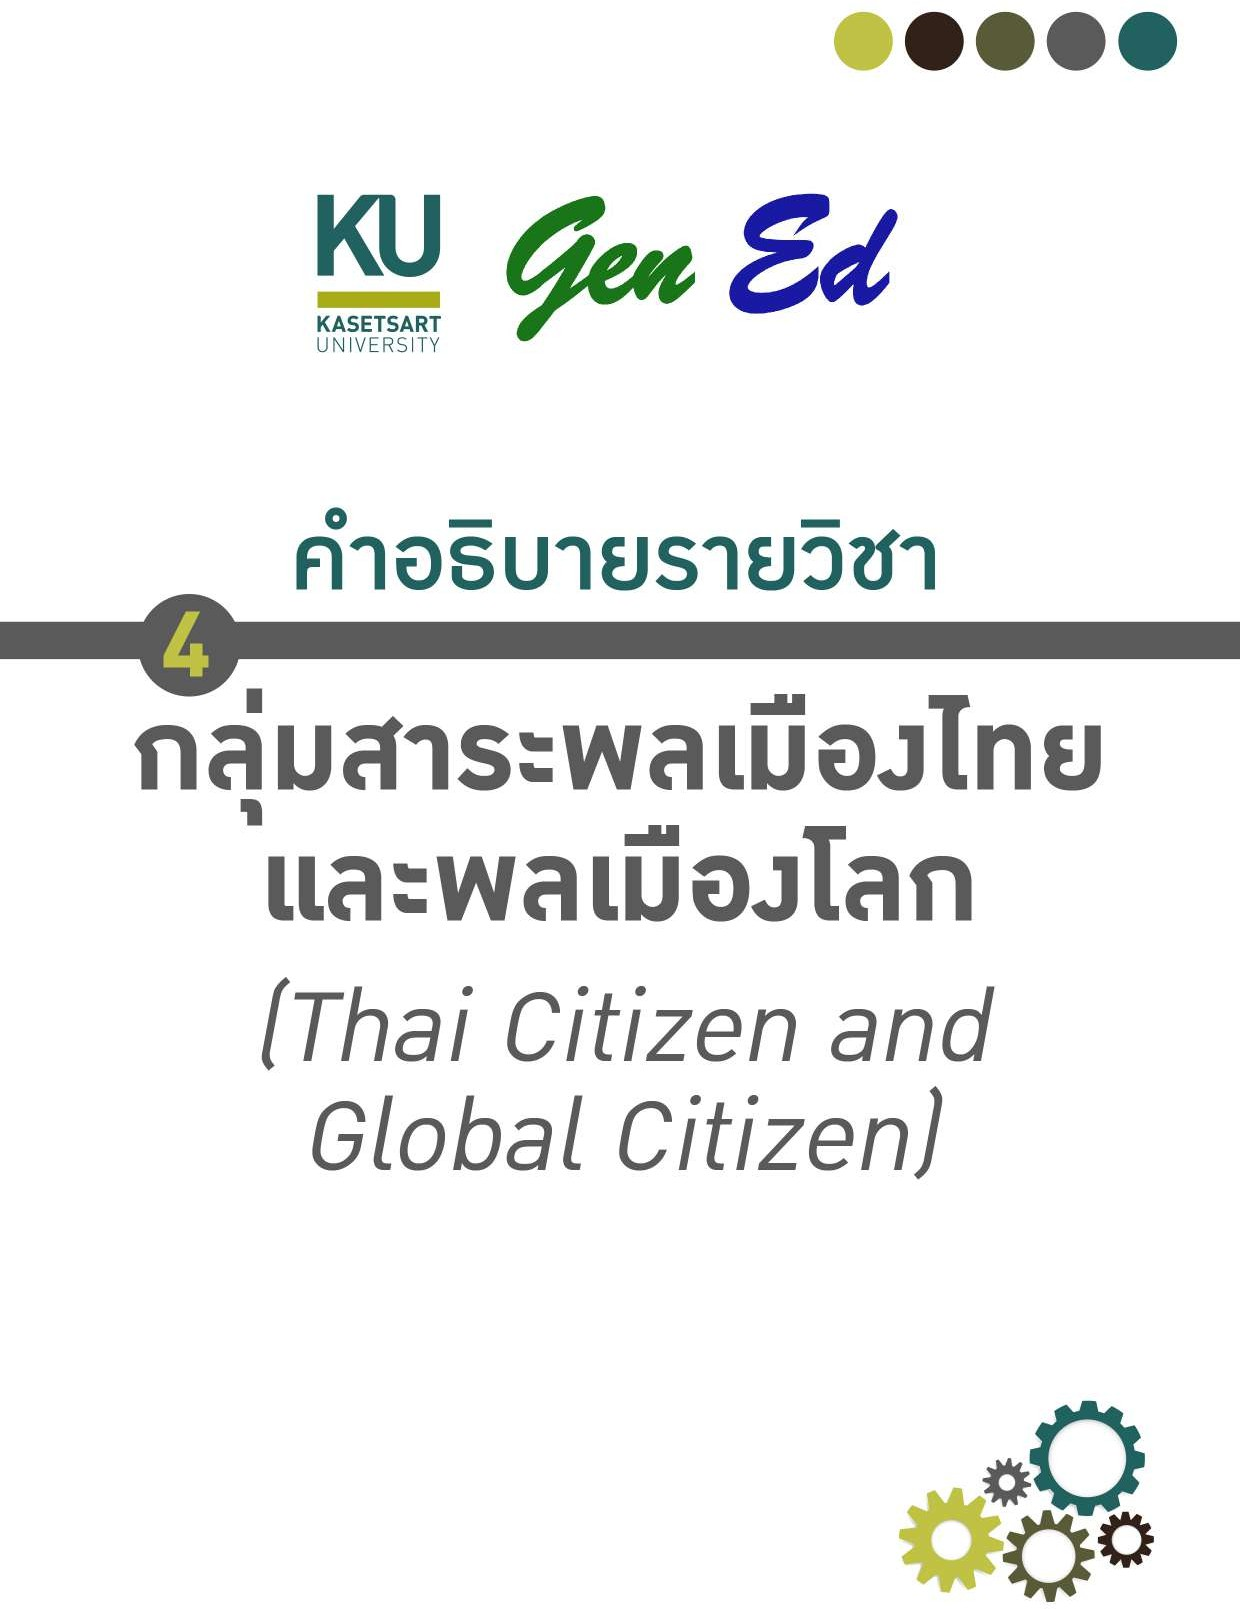 KU
KASETSART
UNIVERSITY
Gen Ed
คำอธิบายรายวิชา
4
กลุ่มสาระพลเมืองไทย
และพลเมืองโลก
(Thai Citizen and
Global Citizen)